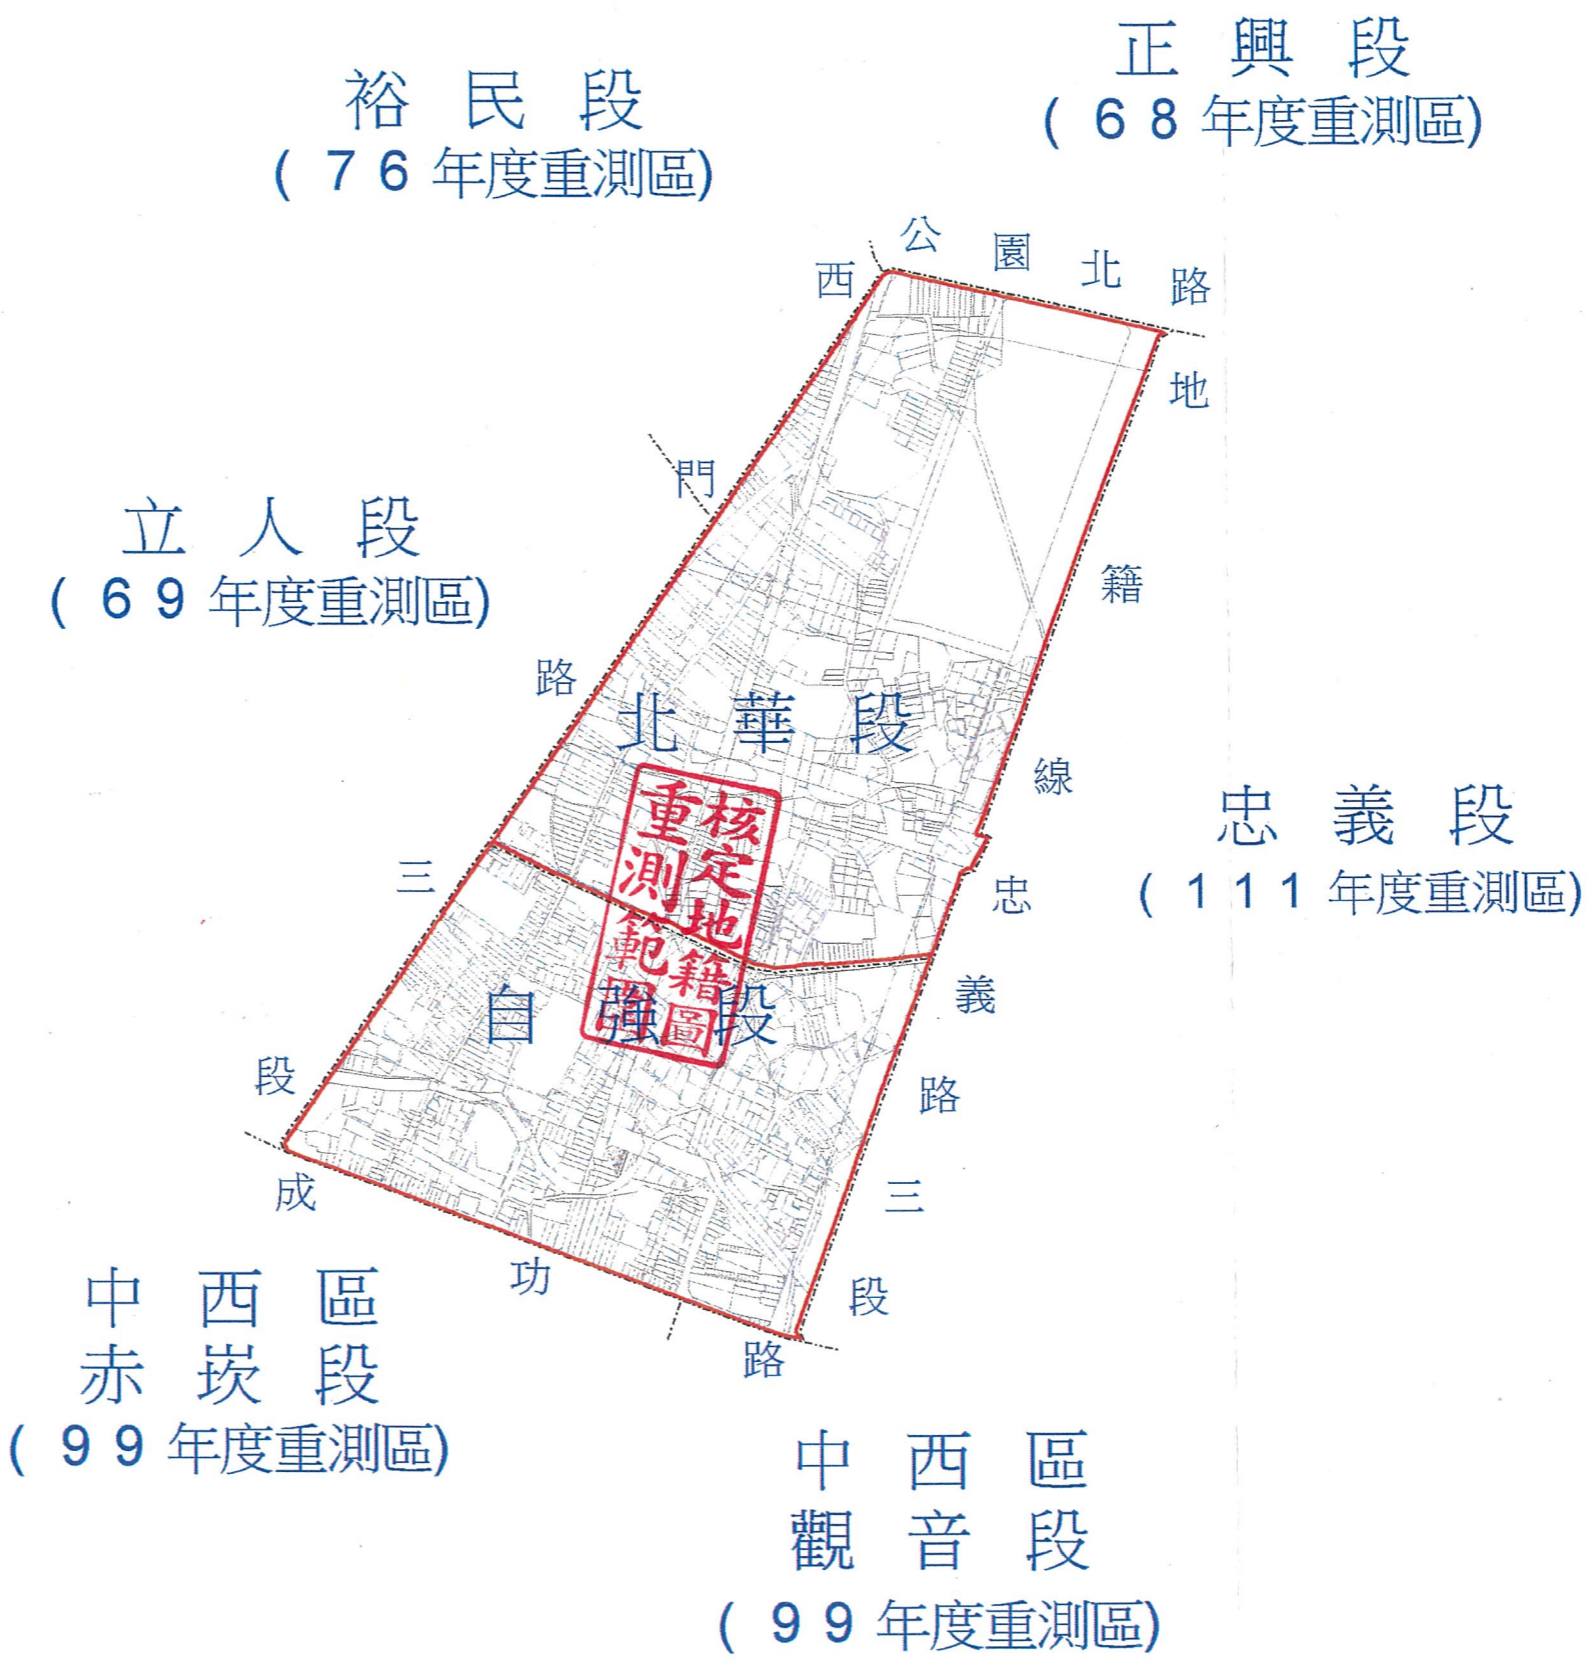 正興段
(68年度重測區)
裕民段
(76年度重測區)
公園北路
西門路三段
地籍線
立人段
(69年度重測區)
北華段
核定地籍圖
重測範圍
忠義段
(111年度重測區)
忠義路三段
自強段
成功路
中西區
赤崁段
(99年度重測區)
中西區
觀音段
(99年度重測區)